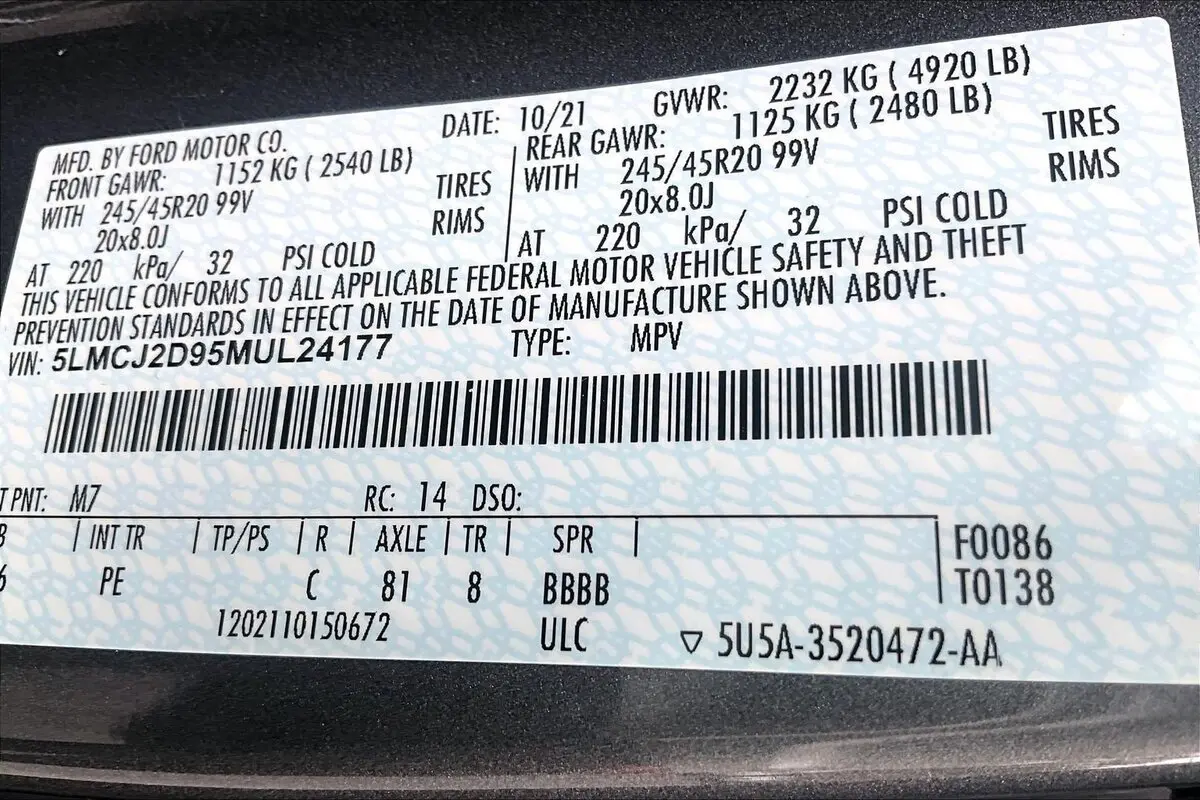 MFD. BY FORD MOTOR CO. DATE: 10/21 GVWR: 2232 KG ( 4920 LB)
FRONT GAWR: 1152 KG ( 2540 LB) REAR GAWR: 1125 KG ( 2480 LB)
WITH 245/45R20 99V TIRES WITH 245/45R20 99V TIRES
20x8.0J RIMS 20x8.0J RIMS
AT 220 kPa/ 32 PSI COLD AT 220 kPa/ 32 PSI COLD
THIS VEHICLE CONFORMS TO ALL APPLICABLE FEDERAL MOTOR VEHICLE SAFETY AND THEFT
PREVENTION STANDARDS IN EFFECT ON THE DATE OF MANUFACTURE SHOWN ABOVE.
VIN: 5LMCJ2D95MUL24177 TYPE: MPV
T PNT: M7 RC: 14 DSO:
| INT TR | TP/PS | R | AXLE | TR | SPR | F0086
PE C 81 8 BBBB T0138
1202110150672 ULC ▽ 5U5A-3520472-AA